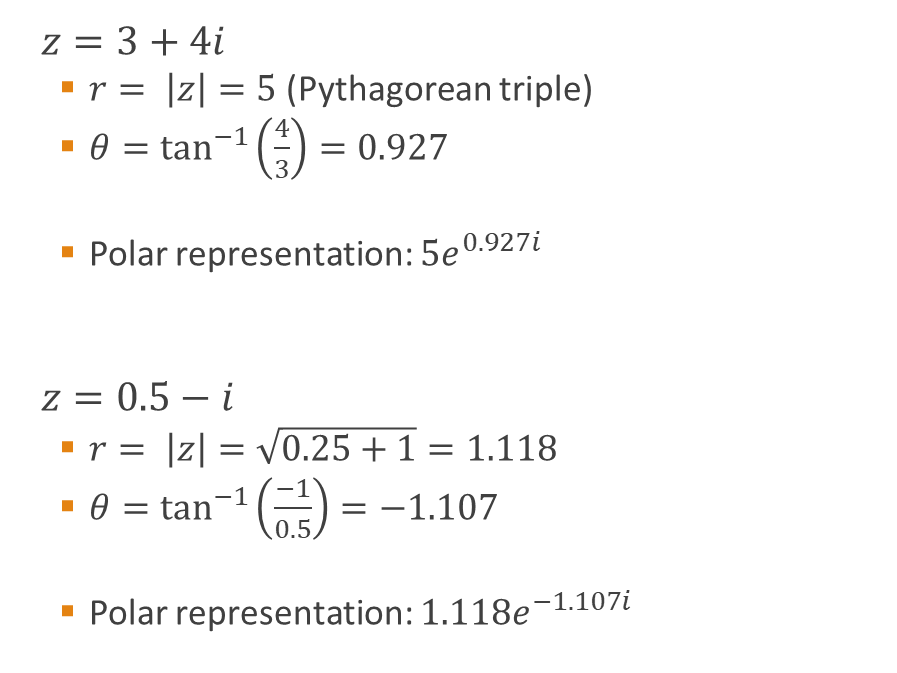 z = 3 + 4i
▪ r = |z| = 5 (Pythagorean triple)
▪ θ = tan⁻¹(4/3) = 0.927
▪ Polar representation: 5e^{0.927i}
z = 0.5 − i
▪ r = |z| = √(0.25 + 1) = 1.118
▪ θ = tan⁻¹(−1/0.5) = −1.107
▪ Polar representation: 1.118e^{−1.107i}